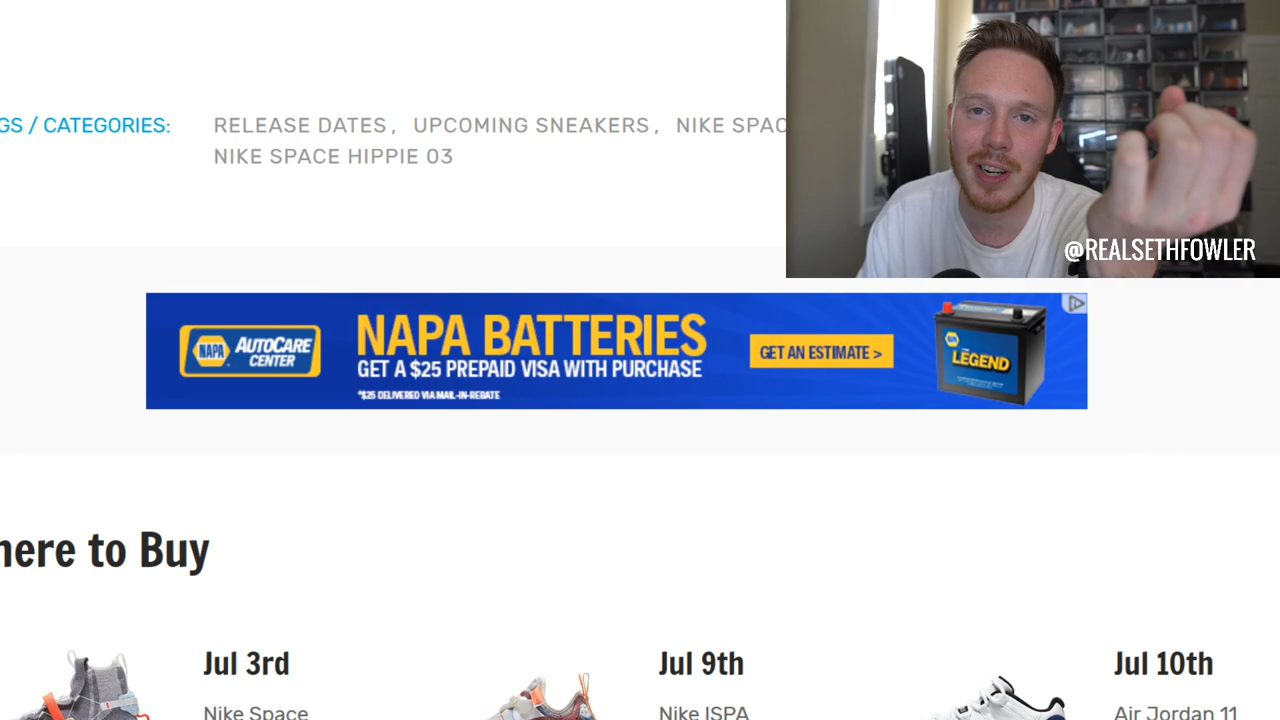 GS / CATEGORIES:
RELEASE DATES, UPCOMING SNEAKERS, NIKE SPAC
NIKE SPACE HIPPIE 03
@REALSETHFOWLER
NAPA AUTOCARE CENTER
NAPA BATTERIES
GET A $25 PREPAID VISA WITH PURCHASE
*$25 DELIVERED VIA MAIL-IN-REBATE
GET AN ESTIMATE >
NAPA
THE LEGEND
here to Buy
Jul 3rd
Nike Space
Jul 9th
Nike ISPA
Jul 10th
Air Jordan 11